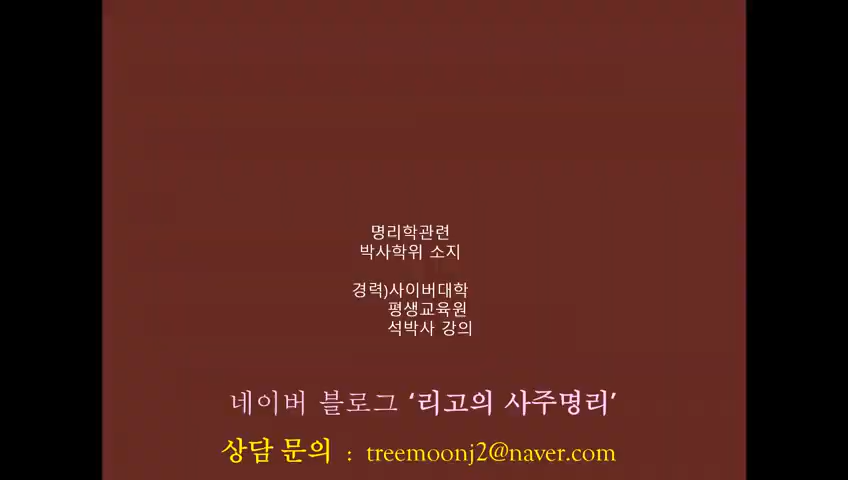 명리학관련
박사학위 소지
경력)사이버대학
평생교육원
석박사 강의
네이버 블로그 ‘리고의 사주명리’
상담 문의 : treemoonj2@naver.com